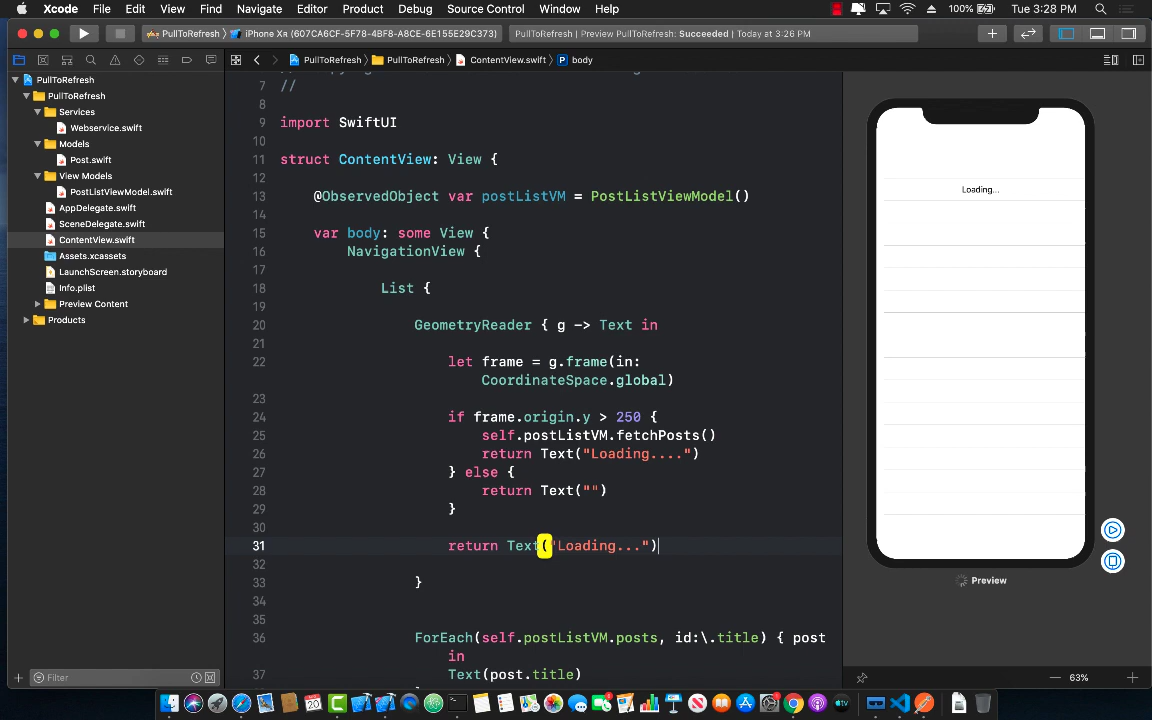 Xcode File Edit View Find Navigate Editor Product Debug Source Control Window Help 100% Tue 3:28 PM
PullToRefresh iPhone Xʀ (607CA6CF-5F78-4BF8-A8CE-6E155E29C373) PullToRefresh | Preview PullToRefresh: Succeeded | Today at 3:26 PM
PullToRefresh PullToRefresh ContentView.swift P body
PullToRefresh
PullToRefresh
Services
Webservice.swift
Models
Post.swift
View Models
PostListViewModel.swift
AppDelegate.swift
SceneDelegate.swift
ContentView.swift
Assets.xcassets
LaunchScreen.storyboard
Info.plist
Preview Content
Products
Filter
7 //
8
9 import SwiftUI
10
11 struct ContentView: View {
12
13 @ObservedObject var postListVM = PostListViewModel()
14
15 var body: some View {
16 NavigationView {
17
18 List {
19
20 GeometryReader { g -> Text in
21
22 let frame = g.frame(in:
CoordinateSpace.global)
23
24 if frame.origin.y > 250 {
25 self.postListVM.fetchPosts()
26 return Text("Loading....")
27 } else {
28 return Text("")
29 }
30
31 return Text("Loading...")
32
33 }
34
35
36 ForEach(self.postListVM.posts, id:\.title) { post
in
37 Text(post.title)
Loading...
Preview
63%